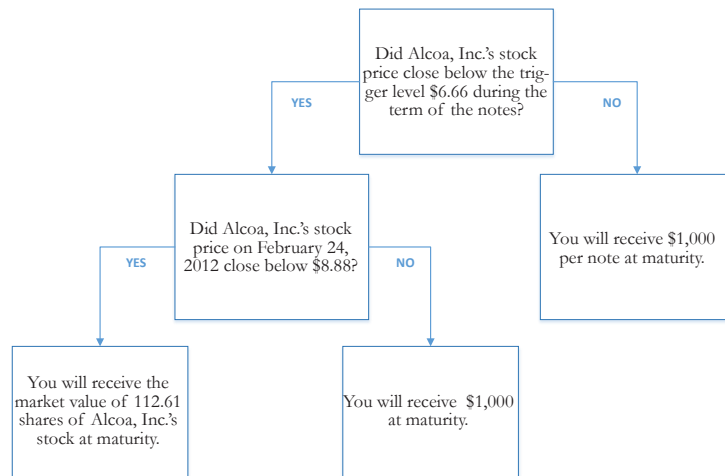 Did Alcoa, Inc.'s stock
price close below the trig-
ger level $6.66 during the
term of the notes?
YES
NO
Did Alcoa, Inc.'s stock
price on February 24,
2012 close below $8.88?
You will receive $1,000
per note at maturity.
YES
NO
You will receive the
market value of 112.61
shares of Alcoa, Inc.'s
stock at maturity.
You will receive $1,000
at maturity.